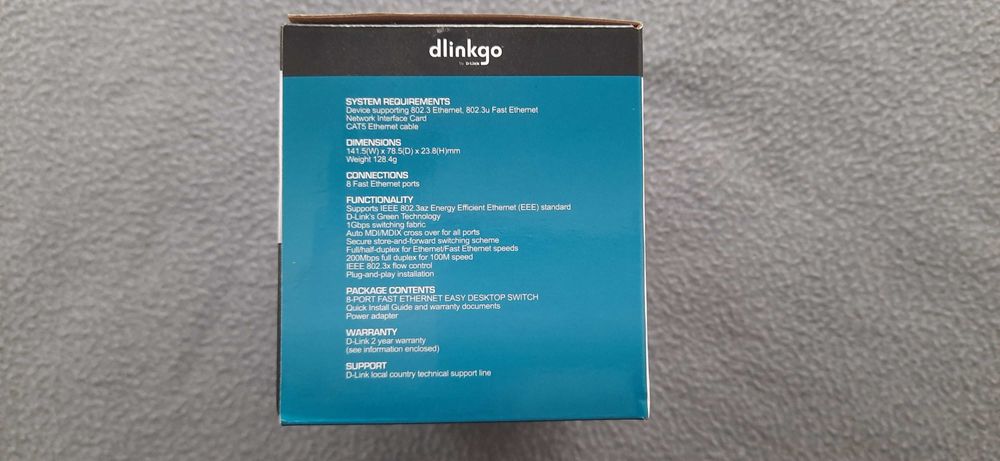 dlinkgo
by D-Link
SYSTEM REQUIREMENTS
Device supporting 802.3 Ethernet, 802.3u Fast Ethernet
Network Interface Card
CAT5 Ethernet cable
DIMENSIONS
141.5(W) x 78.5(D) x 23.8(H)mm
Weight 128.4g
CONNECTIONS
8 Fast Ethernet ports
FUNCTIONALITY
Supports IEEE 802.3az Energy Efficient Ethernet (EEE) standard
D-Link's Green Technology
1Gbps switching fabric
Auto MDI/MDIX cross over for all ports
Secure store-and-forward switching scheme
Full/half-duplex for Ethernet/Fast Ethernet speeds
200Mbps full duplex for 100M speed
IEEE 802.3x flow control
Plug-and-play installation
PACKAGE CONTENTS
8-PORT FAST ETHERNET EASY DESKTOP SWITCH
Quick Install Guide and warranty documents
Power adapter
WARRANTY
D-Link 2 year warranty
(see information enclosed)
SUPPORT
D-Link local country technical support line